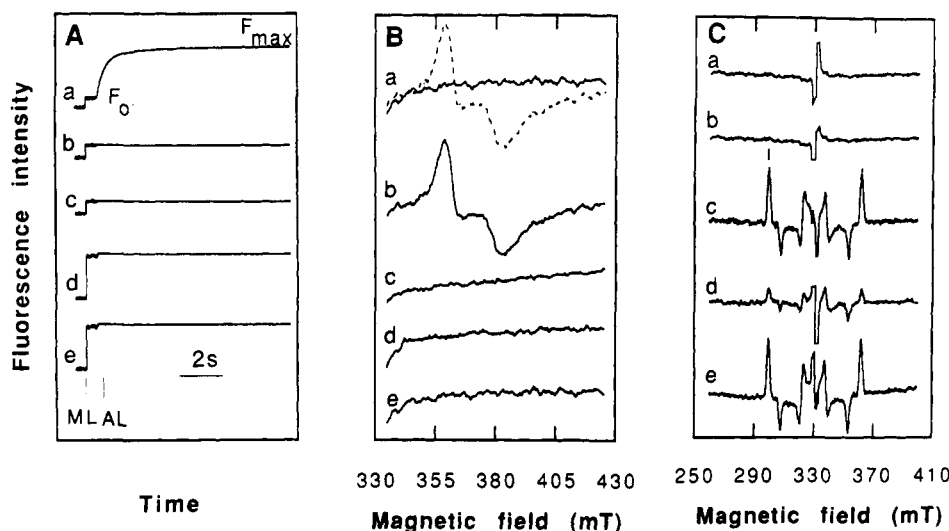 Fluorescence intensity
A
Fmax
a
Fo
b
c
d
e
2s
ML AL
Time
B
a
b
c
d
e
330 355 380 405 430
Magnetic field (mT)
C
a
b
c
d
e
250 290 330 370 410
Magnetic field (mT)